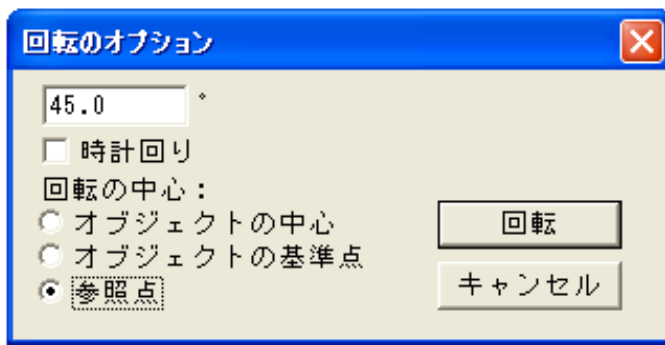 回転のオプション
45.0 °
時計回り
回転の中心：
オブジェクトの中心
オブジェクトの基準点
参照点
回転
キャンセル